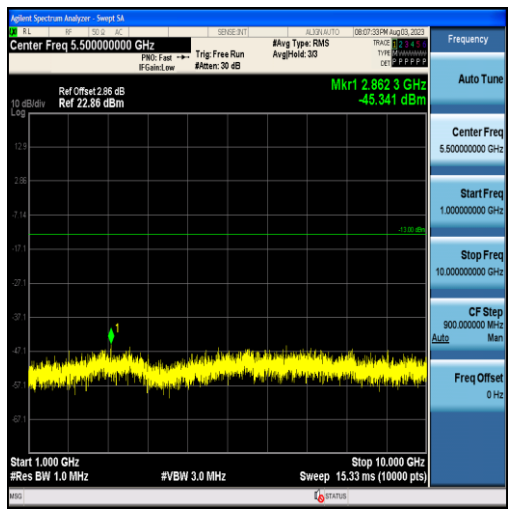 Agilent Spectrum Analyzer - Swept SA
RL RF 50 Ω AC SENSE:INT ALIGN AUTO 08:07:33 PM Aug 03, 2023
Center Freq 5.500000000 GHz
PNO: Fast
IFGain:Low
Trig: Free Run
#Atten: 30 dB
#Avg Type: RMS
Avg|Hold: 3/3
TRACE 1 2 3 4 5 6
TYPE
DET P P P P P P
Frequency
Mkr1 2.862 3 GHz
-45.341 dBm
Ref Offset 2.86 dB
10 dB/div Ref 22.86 dBm
Log
12.9
2.86
-7.14
-13.00 dBm
-17.1
-27.1
-37.1
1
-47.1
-57.1
-67.1
Start 1.000 GHz Stop 10.000 GHz
#Res BW 1.0 MHz #VBW 3.0 MHz Sweep 15.33 ms (10000 pts)
MSG STATUS
Auto Tune
Center Freq
5.500000000 GHz
Start Freq
1.000000000 GHz
Stop Freq
10.000000000 GHz
CF Step
900.000000 MHz
Auto Man
Freq Offset
0 Hz